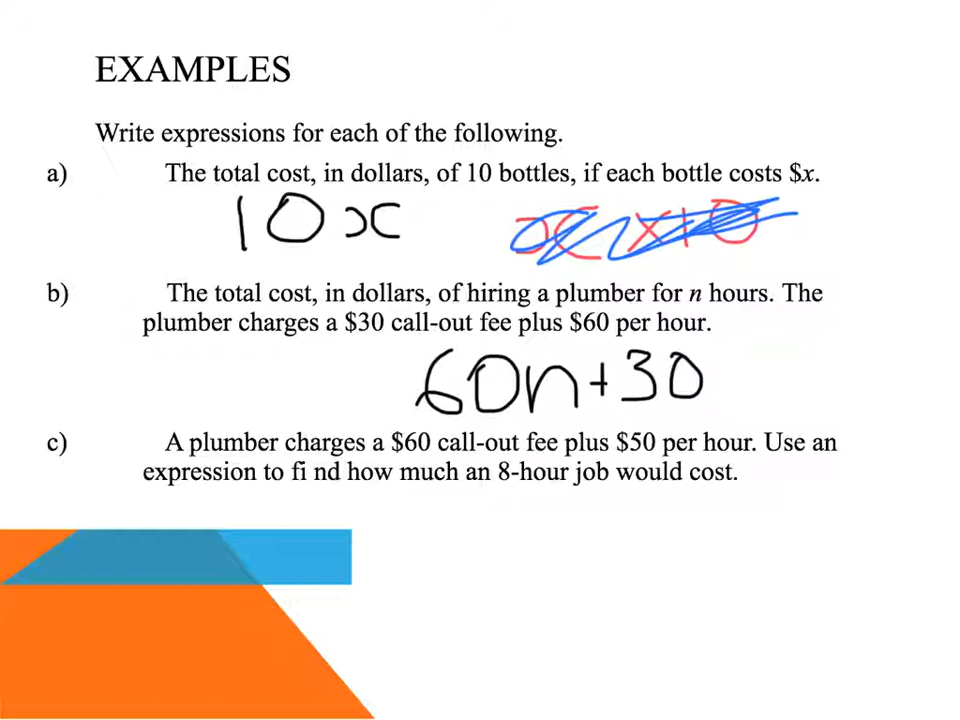 EXAMPLES
Write expressions for each of the following.
a) The total cost, in dollars, of 10 bottles, if each bottle costs $x.
10x x × 10
b) The total cost, in dollars, of hiring a plumber for n hours. The
plumber charges a $30 call-out fee plus $60 per hour.
60n+30
c) A plumber charges a $60 call-out fee plus $50 per hour. Use an
expression to fi nd how much an 8-hour job would cost.